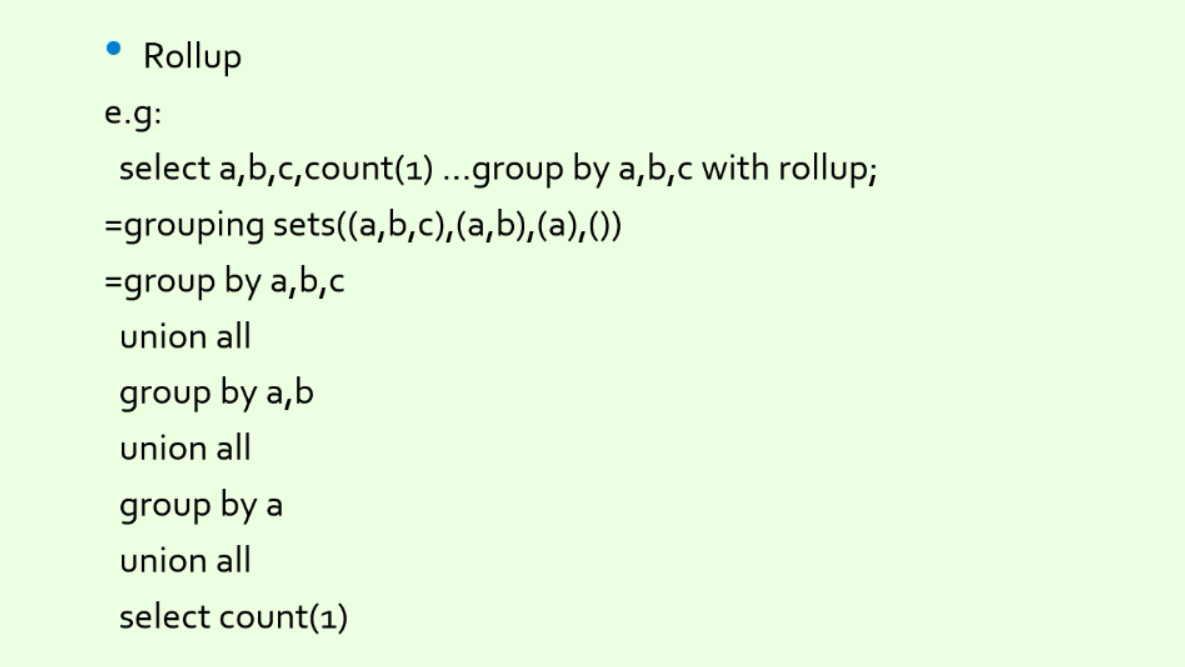 • Rollup
e.g:
select a,b,c,count(1) ...group by a,b,c with rollup;
=grouping sets((a,b,c),(a,b),(a),())
=group by a,b,c
union all
group by a,b
union all
group by a
union all
select count(1)